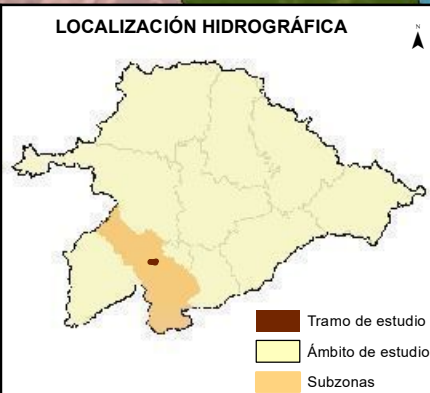 LOCALIZACIÓN HIDROGRÁFICA
N
Tramo de estudio
Ámbito de estudio
Subzonas